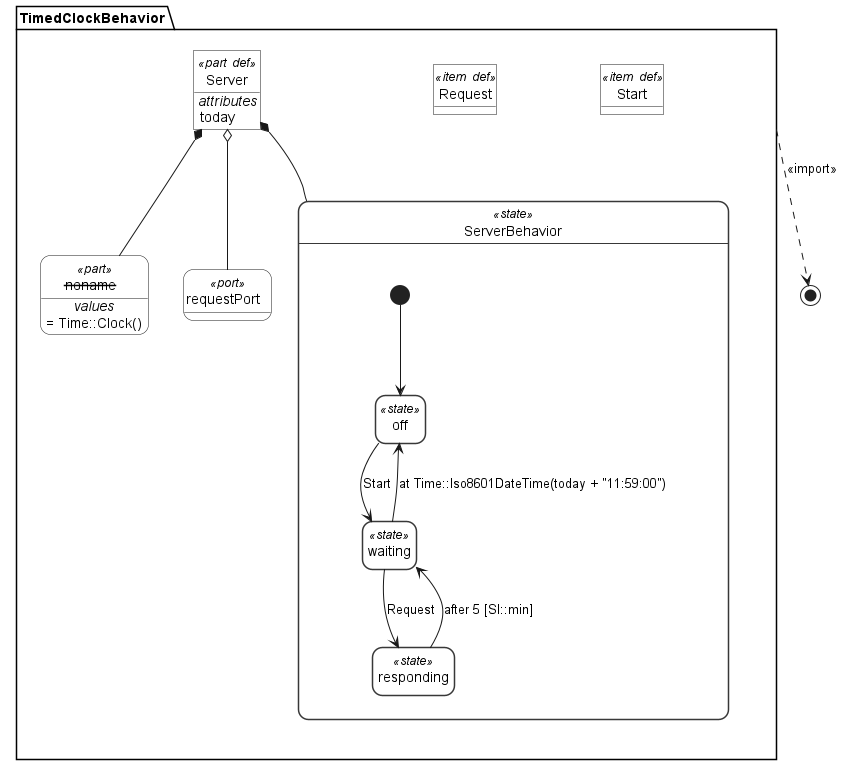 TimedClockBehavior
«part def»
Server
attributes
today
«item def»
Request
«item def»
Start
«import»
«part»
noname
values
= Time::Clock()
«port»
requestPort
«state»
ServerBehavior
«state»
off
Start
at Time::Iso8601DateTime(today + "11:59:00")
«state»
waiting
Request
after 5 [SI::min]
«state»
responding